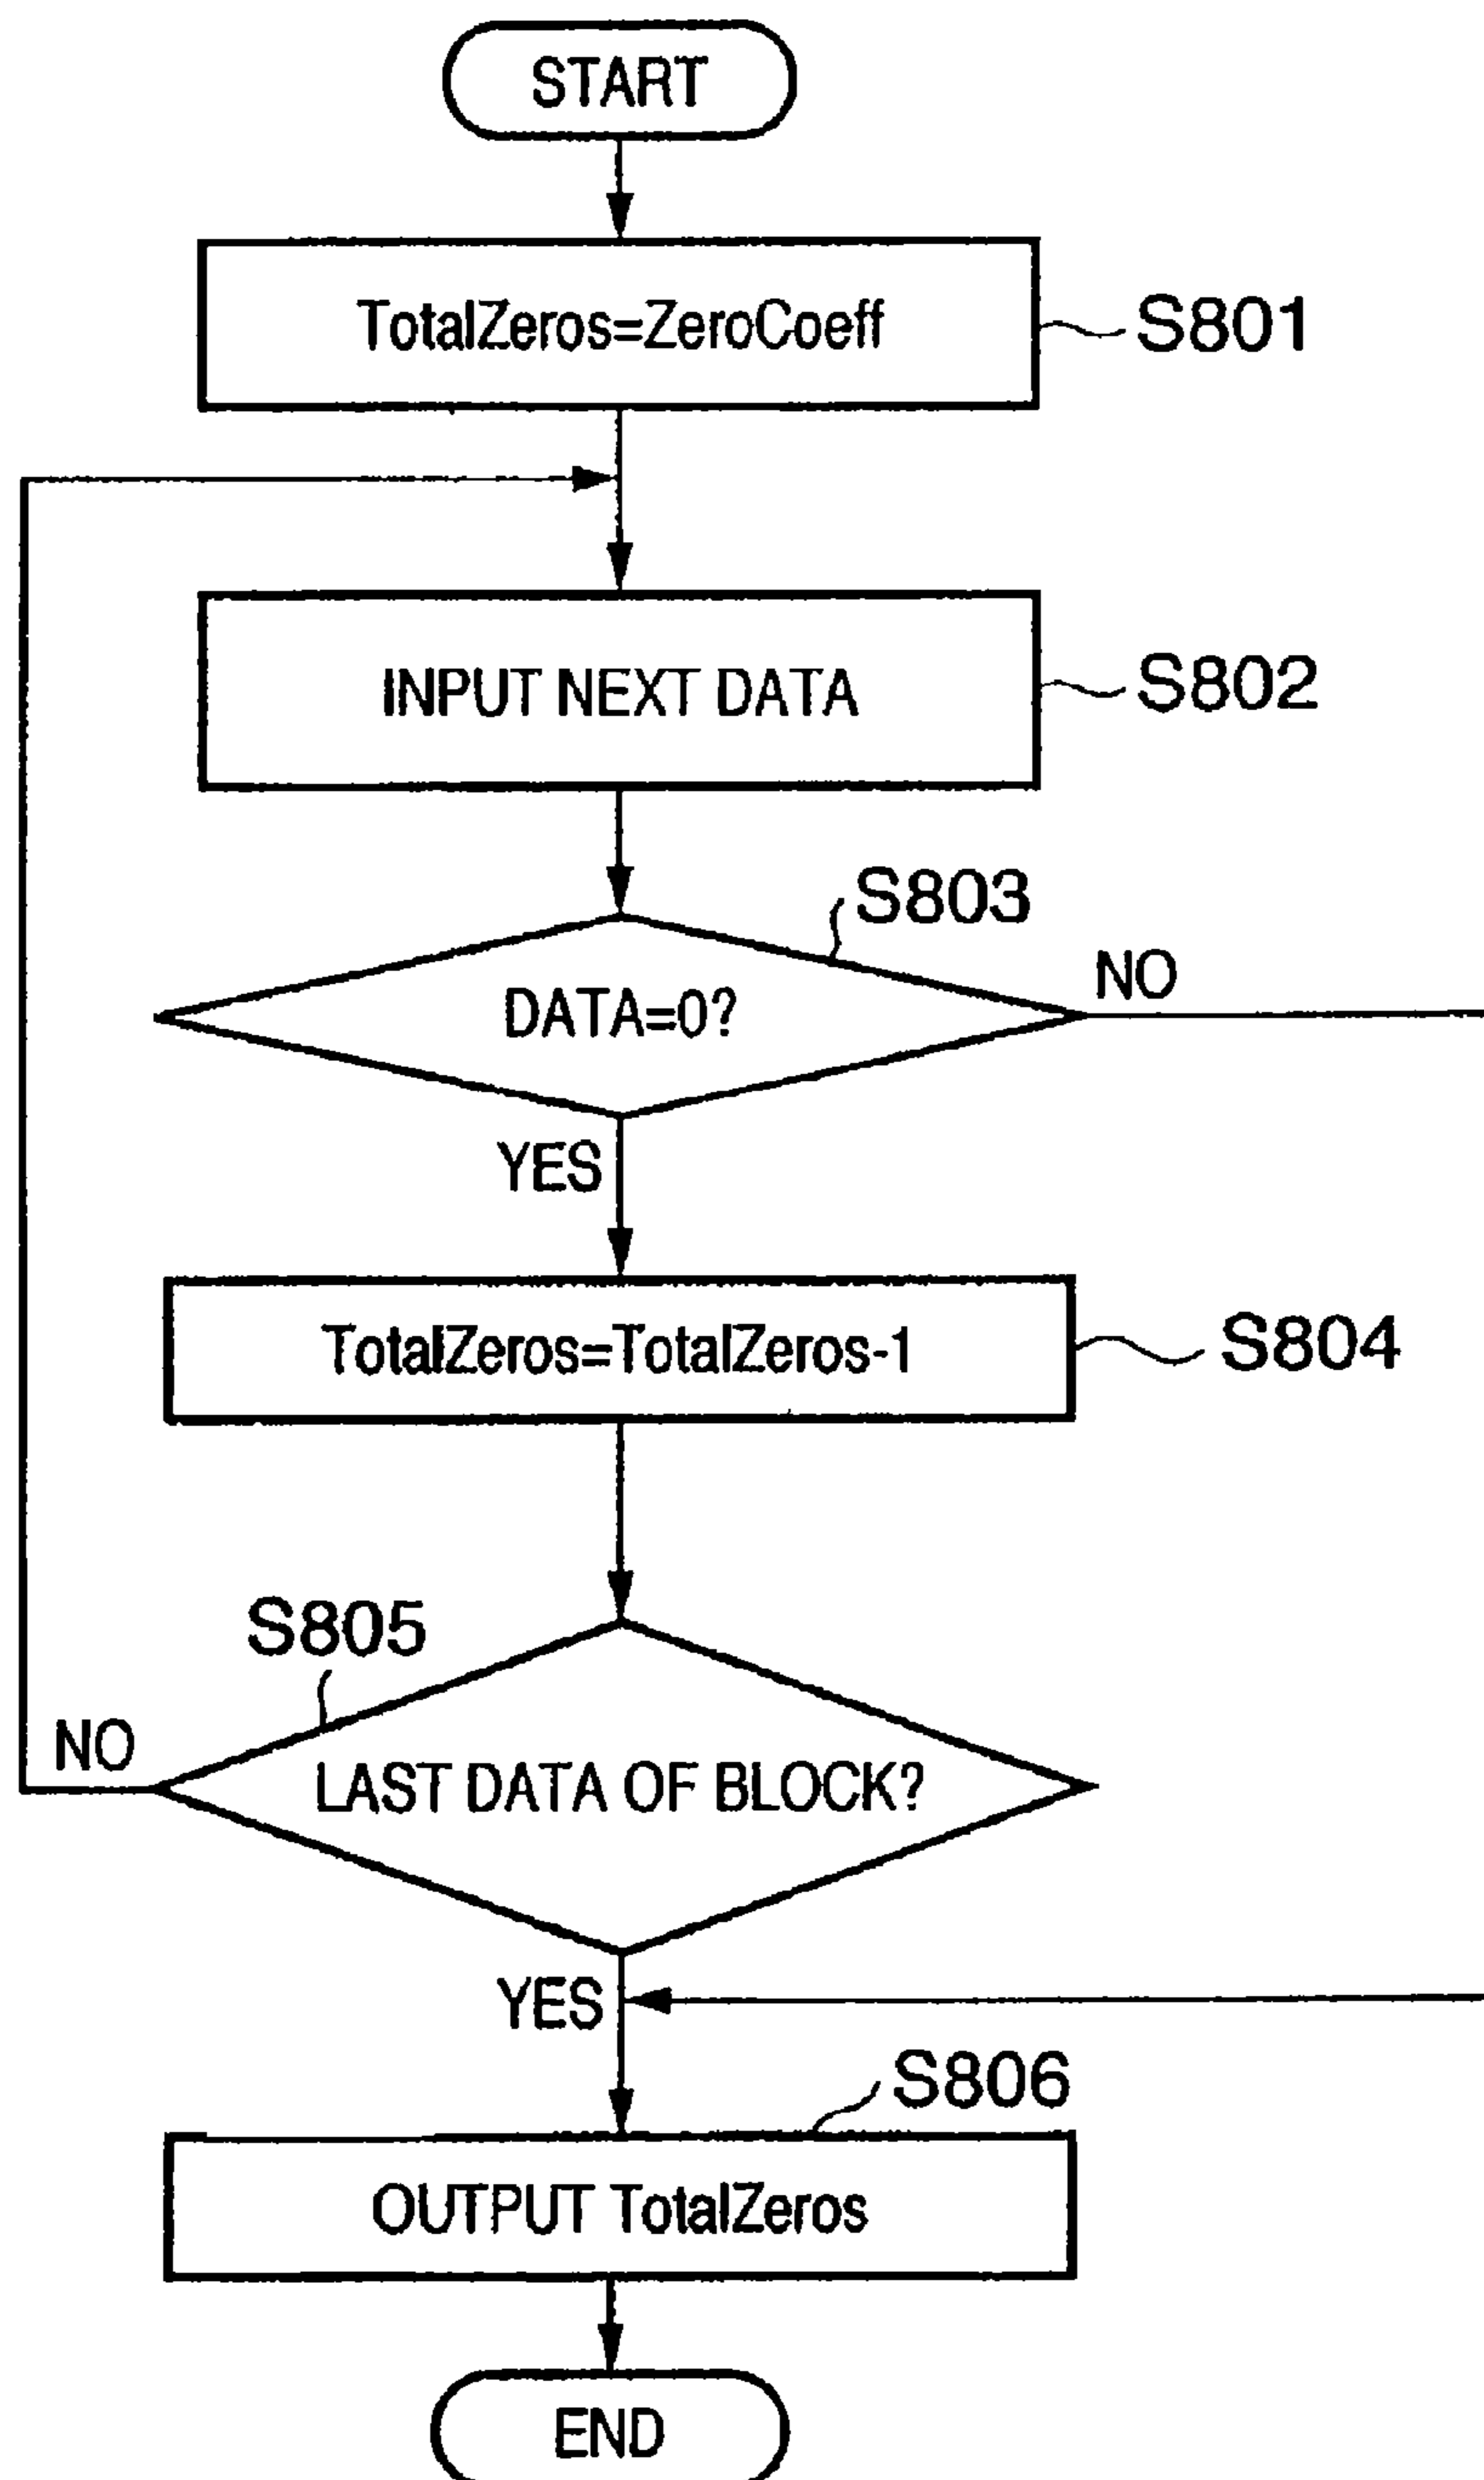 START
TotalZeros=ZeroCoeff
S801
INPUT NEXT DATA
S802
S803
DATA=0?
NO
YES
TotalZeros=TotalZeros-1
S804
S805
NO
LAST DATA OF BLOCK?
YES
S806
OUTPUT TotalZeros
END